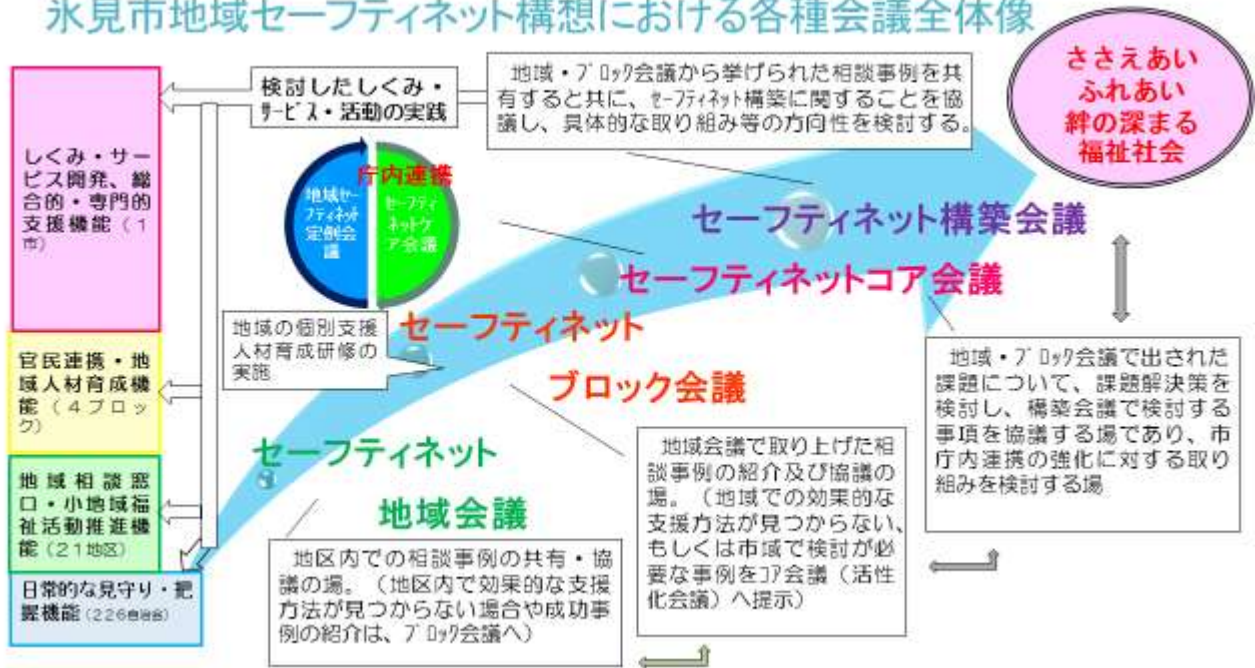 氷見市地域セーフティネット構想における各種会議全体像
ささえあい
ふれあい
絆の深まる
福祉社会
検討したしくみ・
サービス・活動の実践
地域・ブロック会議から挙げられた相談事例を共
有すると共に、セーフティネット構築に関することを協
議し、具体的な取り組み等の方向性を検討する。
しくみ・サー
ビス開発、総
合的・専門的
支援機能(1
市)
庁内連携
地域セー
フティネット
定例会
議
セーフティ
ネットケ
ア会議
セーフティネット構築会議
セーフティネットコア会議
地域の個別支援
人材育成研修の
実施
セーフティネット
ブロック会議
官民連携・地
域人材育成機
能(4ブロッ
ク)
地域・ブロック会議で出された
課題について、課題解決策を
検討し、構築会議で検討する
事項を協議する場であり、市
庁内連携の強化に対する取り
組みを検討する場
セーフティネット
地域会議
地域会議で取り上げた相
談事例の紹介及び協議の
場。(地域での効果的な
支援方法が見つからない、
もしくは市域で検討が必
要な事例をコア会議(活性
化会議)へ提示)
地域相談窓
口・小地域福
祉活動推進機
能(21地区)
地区内での相談事例の共有・協
議の場。(地区内で効果的な支援
方法が見つからない場合や成功事
例の紹介は、ブロック会議へ)
日常的な見守り・把
握機能(226自治会)